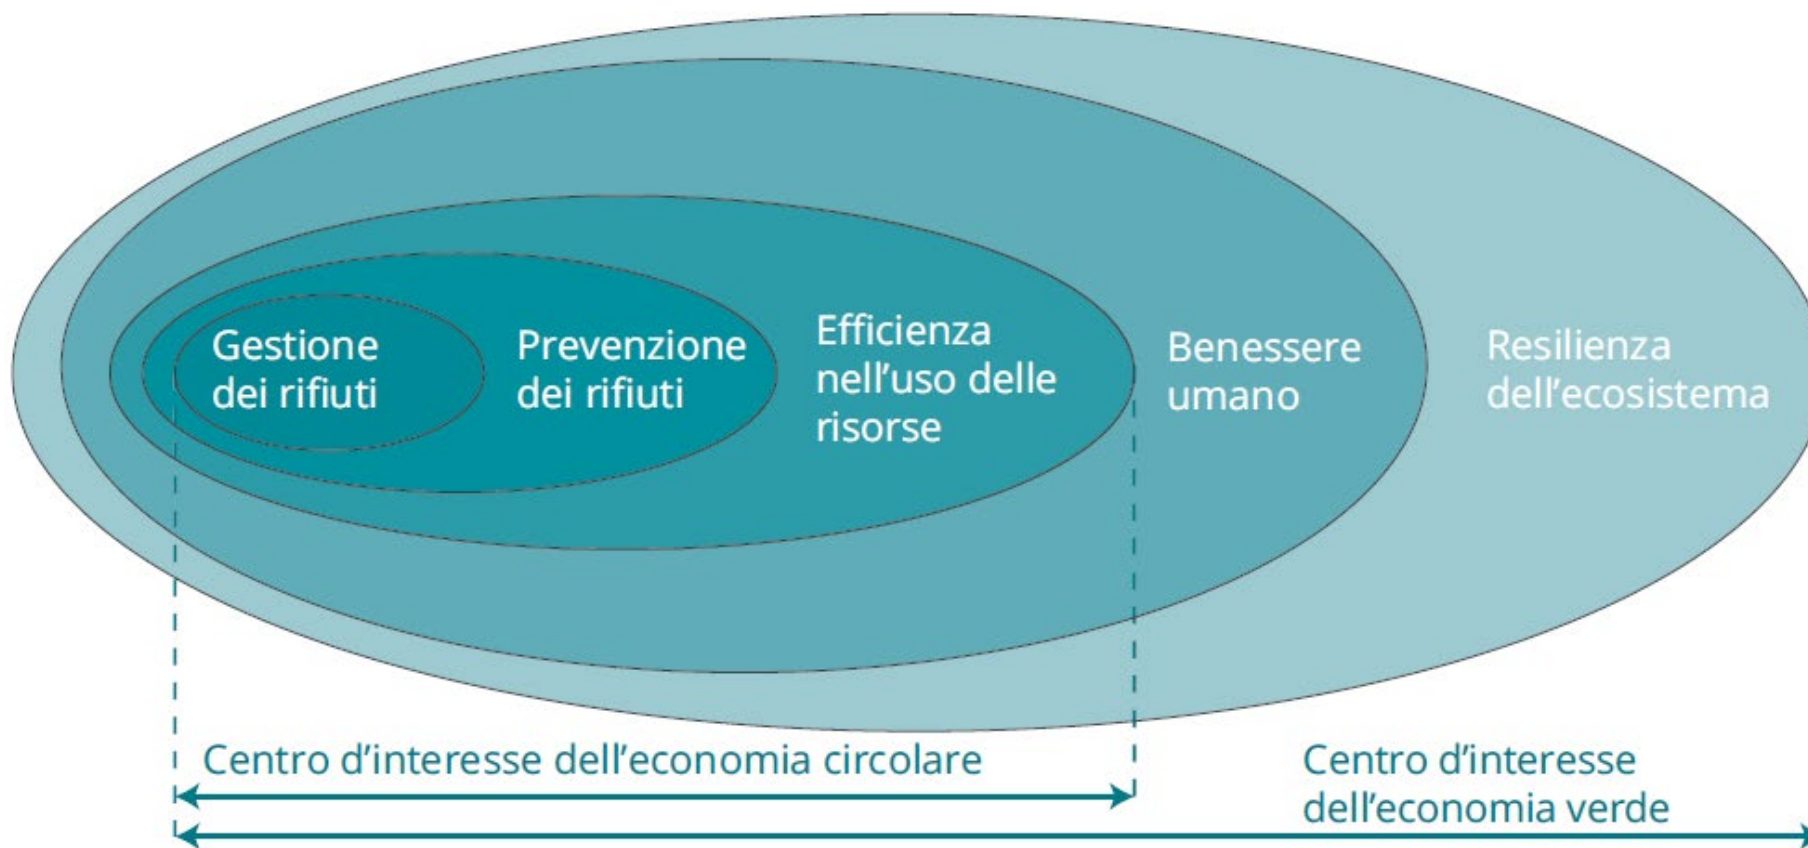 Gestione
dei rifiuti
Prevenzione
dei rifiuti
Efficienza
nell’uso delle
risorse
Benessere
umano
Resilienza
dell’ecosistema
Centro d’interesse dell’economia circolare
Centro d’interesse
dell’economia verde